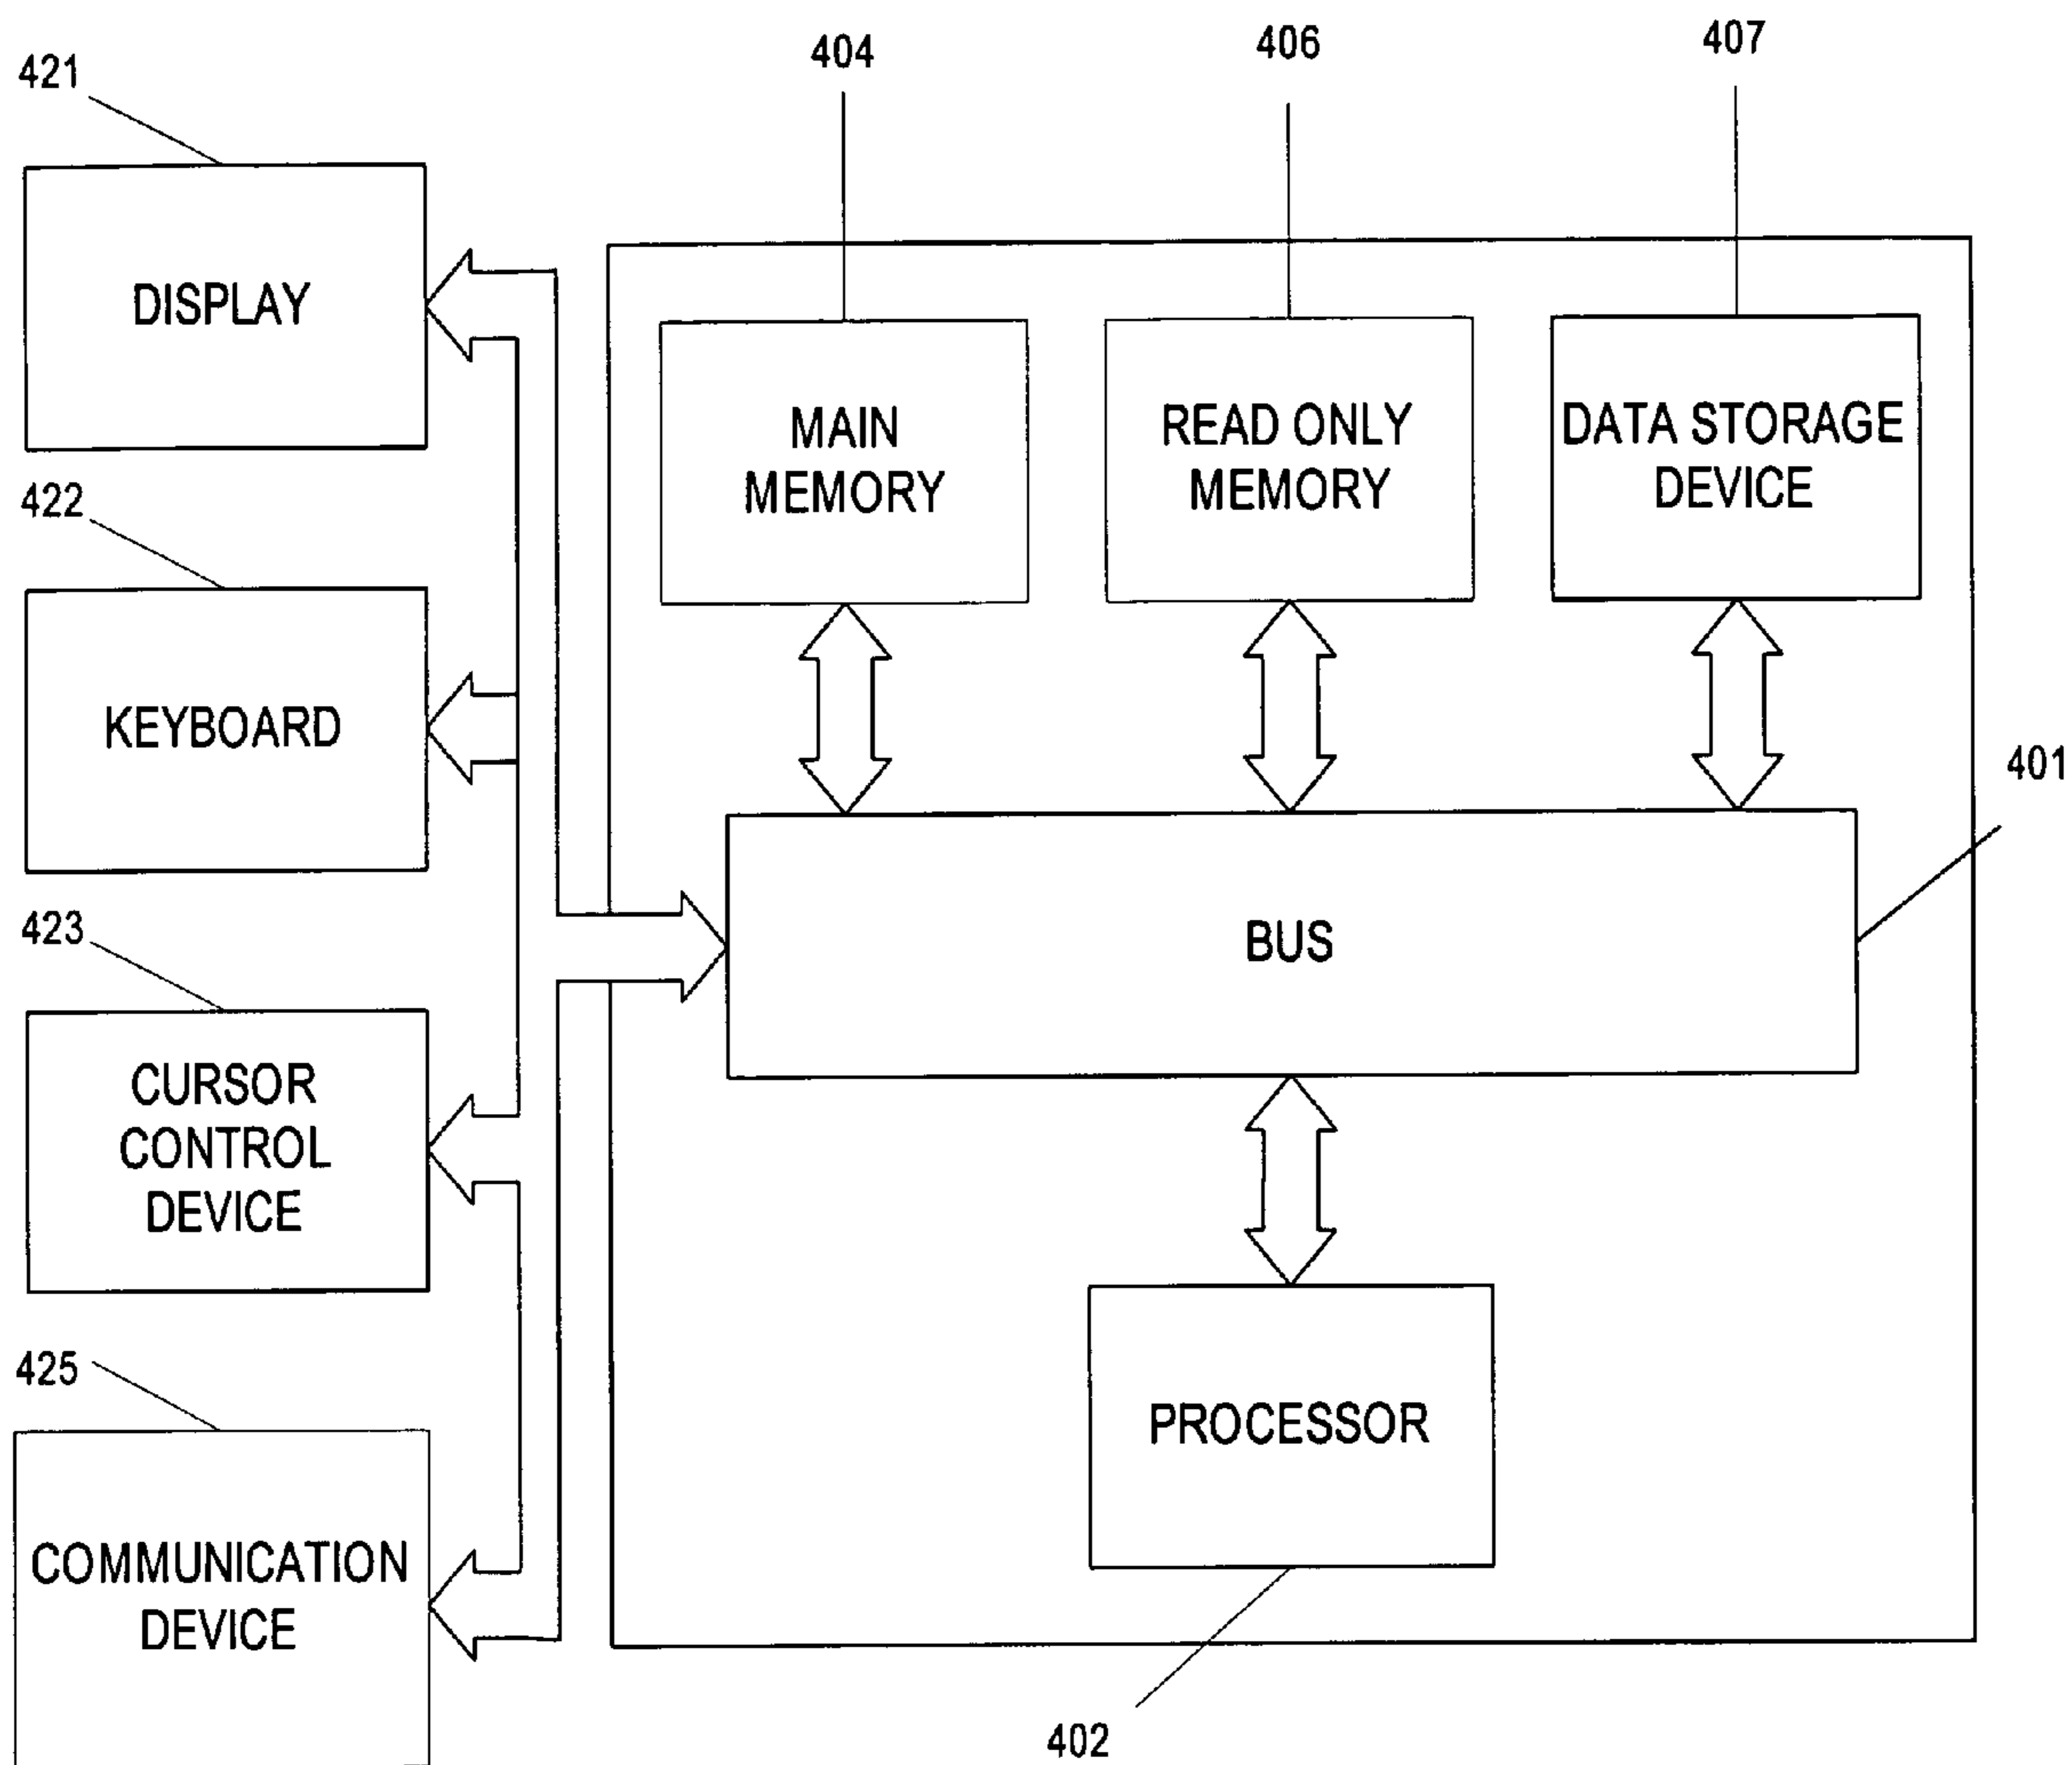 404
406
407
421
DISPLAY
MAIN
MEMORY
READ ONLY
MEMORY
DATA STORAGE
DEVICE
422
KEYBOARD
401
423
BUS
CURSOR
CONTROL
DEVICE
425
PROCESSOR
COMMUNICATION
DEVICE
402